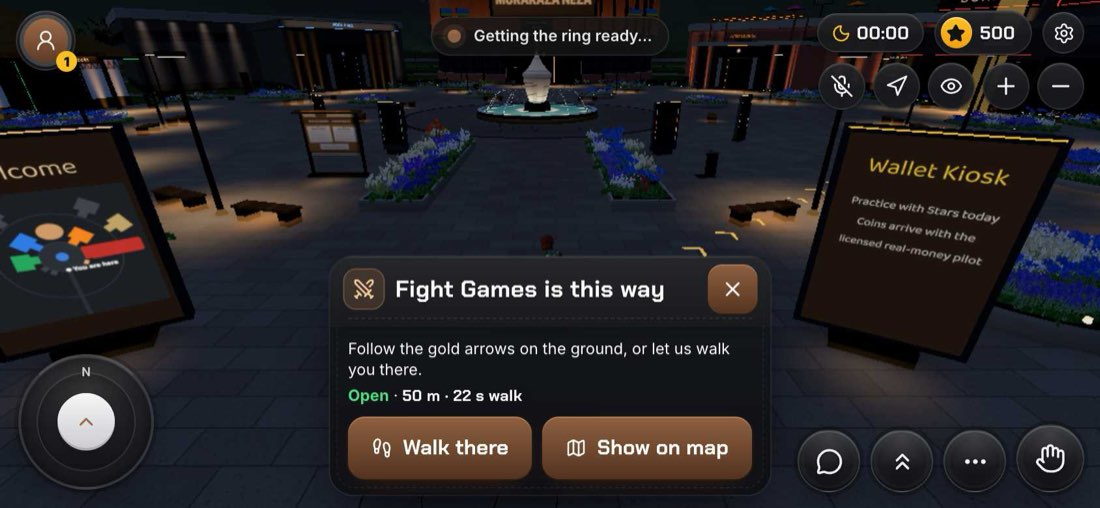 MURAKAZA NEZA
Getting the ring ready...
00:00
500
1
lcome
You are here
Wallet Kiosk
Practice with Stars today
Coins arrive with the
licensed real-money pilot
Fight Games is this way
Follow the gold arrows on the ground, or let us walk
you there.
Open · 50 m · 22 s walk
Walk there
Show on map
N